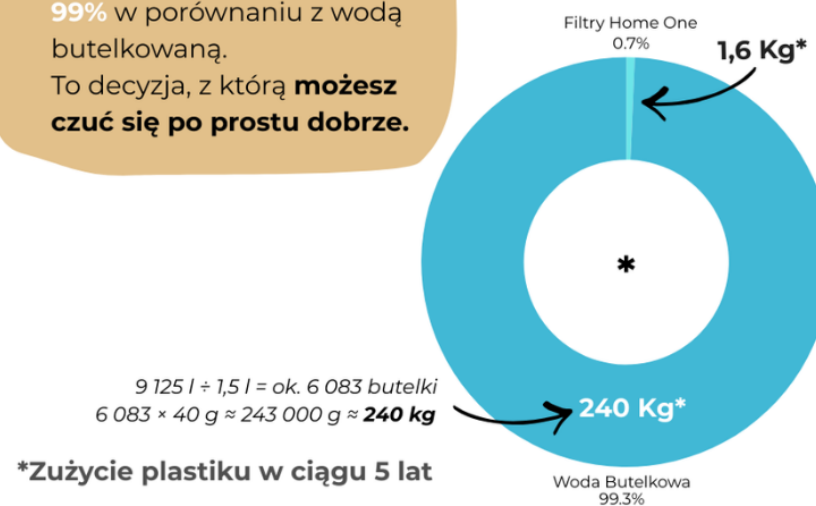 99% w porównaniu z wodą
butelkowaną.
To decyzja, z którą możesz
czuć się po prostu dobrze.
Filtry Home One
0.7%
1,6 Kg*
*
9 125 l ÷ 1,5 l = ok. 6 083 butelki
6 083 × 40 g ≈ 243 000 g ≈ 240 kg
240 Kg*
*Zużycie plastiku w ciągu 5 lat
Woda Butelkowa
99.3%